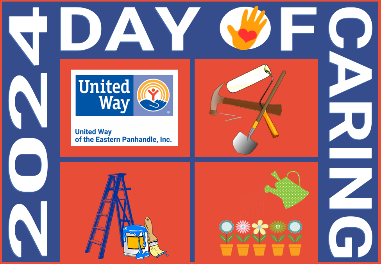 2024
DAY OF
CARING
United
Way
United Way
of the Eastern Panhandle, Inc.